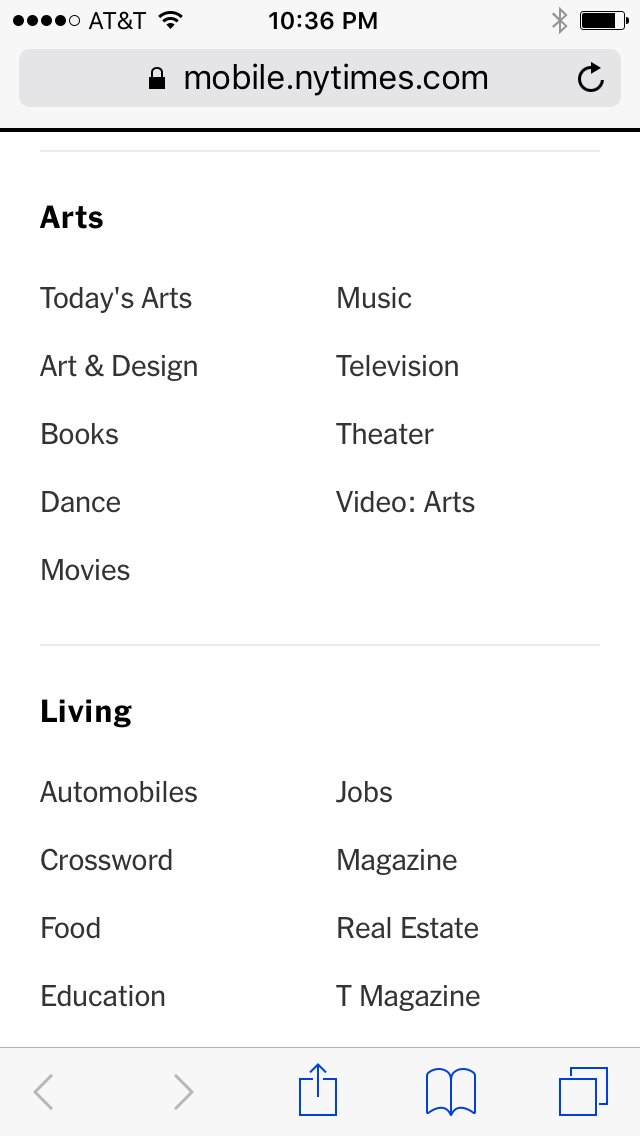 AT&T 10:36 PM
mobile.nytimes.com
Arts
Today's Arts Music
Art & Design Television
Books Theater
Dance Video: Arts
Movies
Living
Automobiles Jobs
Crossword Magazine
Food Real Estate
Education T Magazine